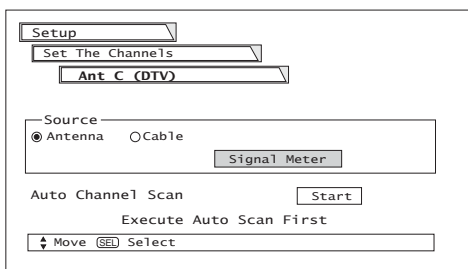 Setup
Set The Channels
Ant C (DTV)
Source
Antenna Cable
Signal Meter
Auto Channel Scan Start
Execute Auto Scan First
Move SEL Select